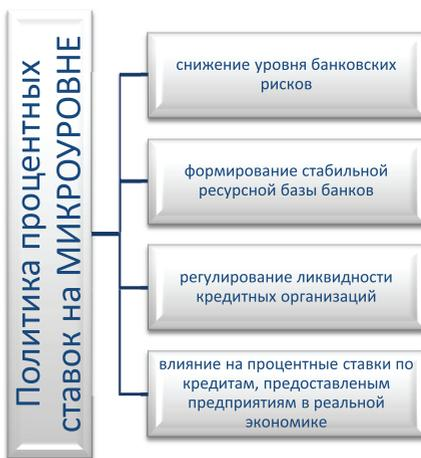 Политика процентных
ставок на МИКРОУРОВНЕ
снижение уровня банковских
рисков
формирование стабильной
ресурсной базы банков
регулирование ликвидности
кредитных организаций
влияние на процентные ставки по
кредитам, предоставленым
предприятиям в реальной
экономике